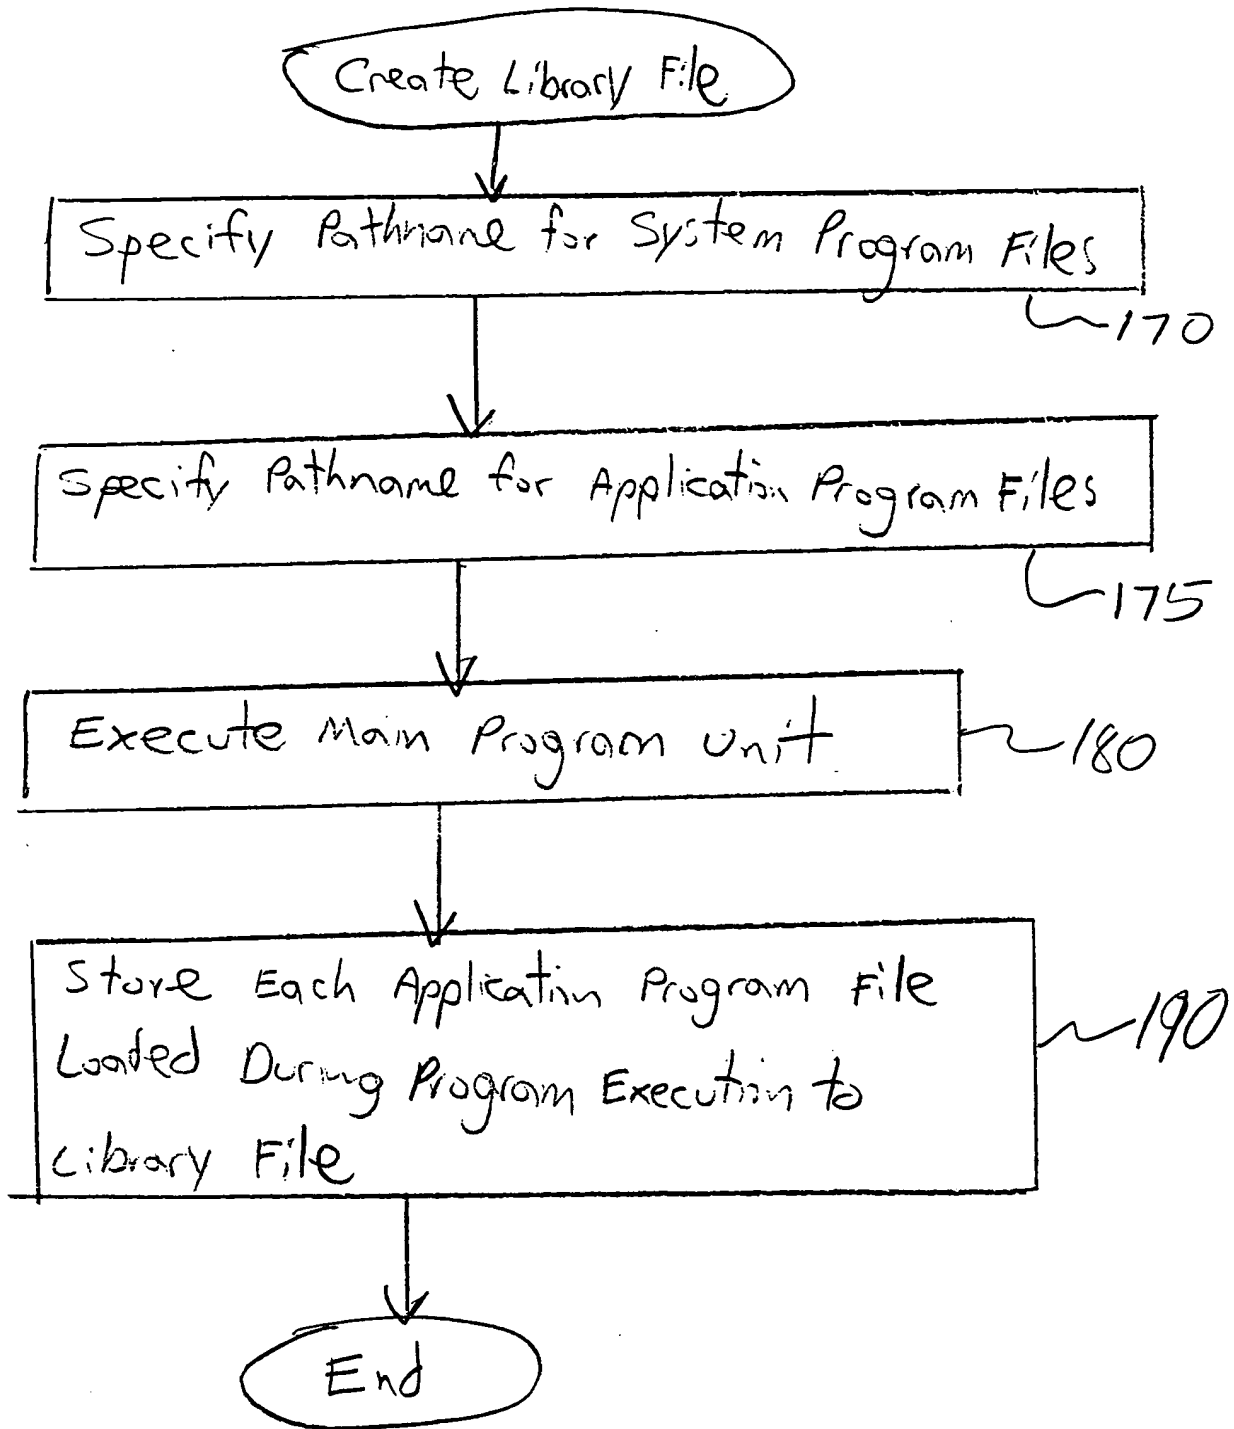 Create Library File
Specify Pathname for System Program Files
170
Specify Pathname for Application Program Files
175
Execute Main Program Unit
180
Store Each Application Program File
Loaded During Program Execution to
Library File
190
End